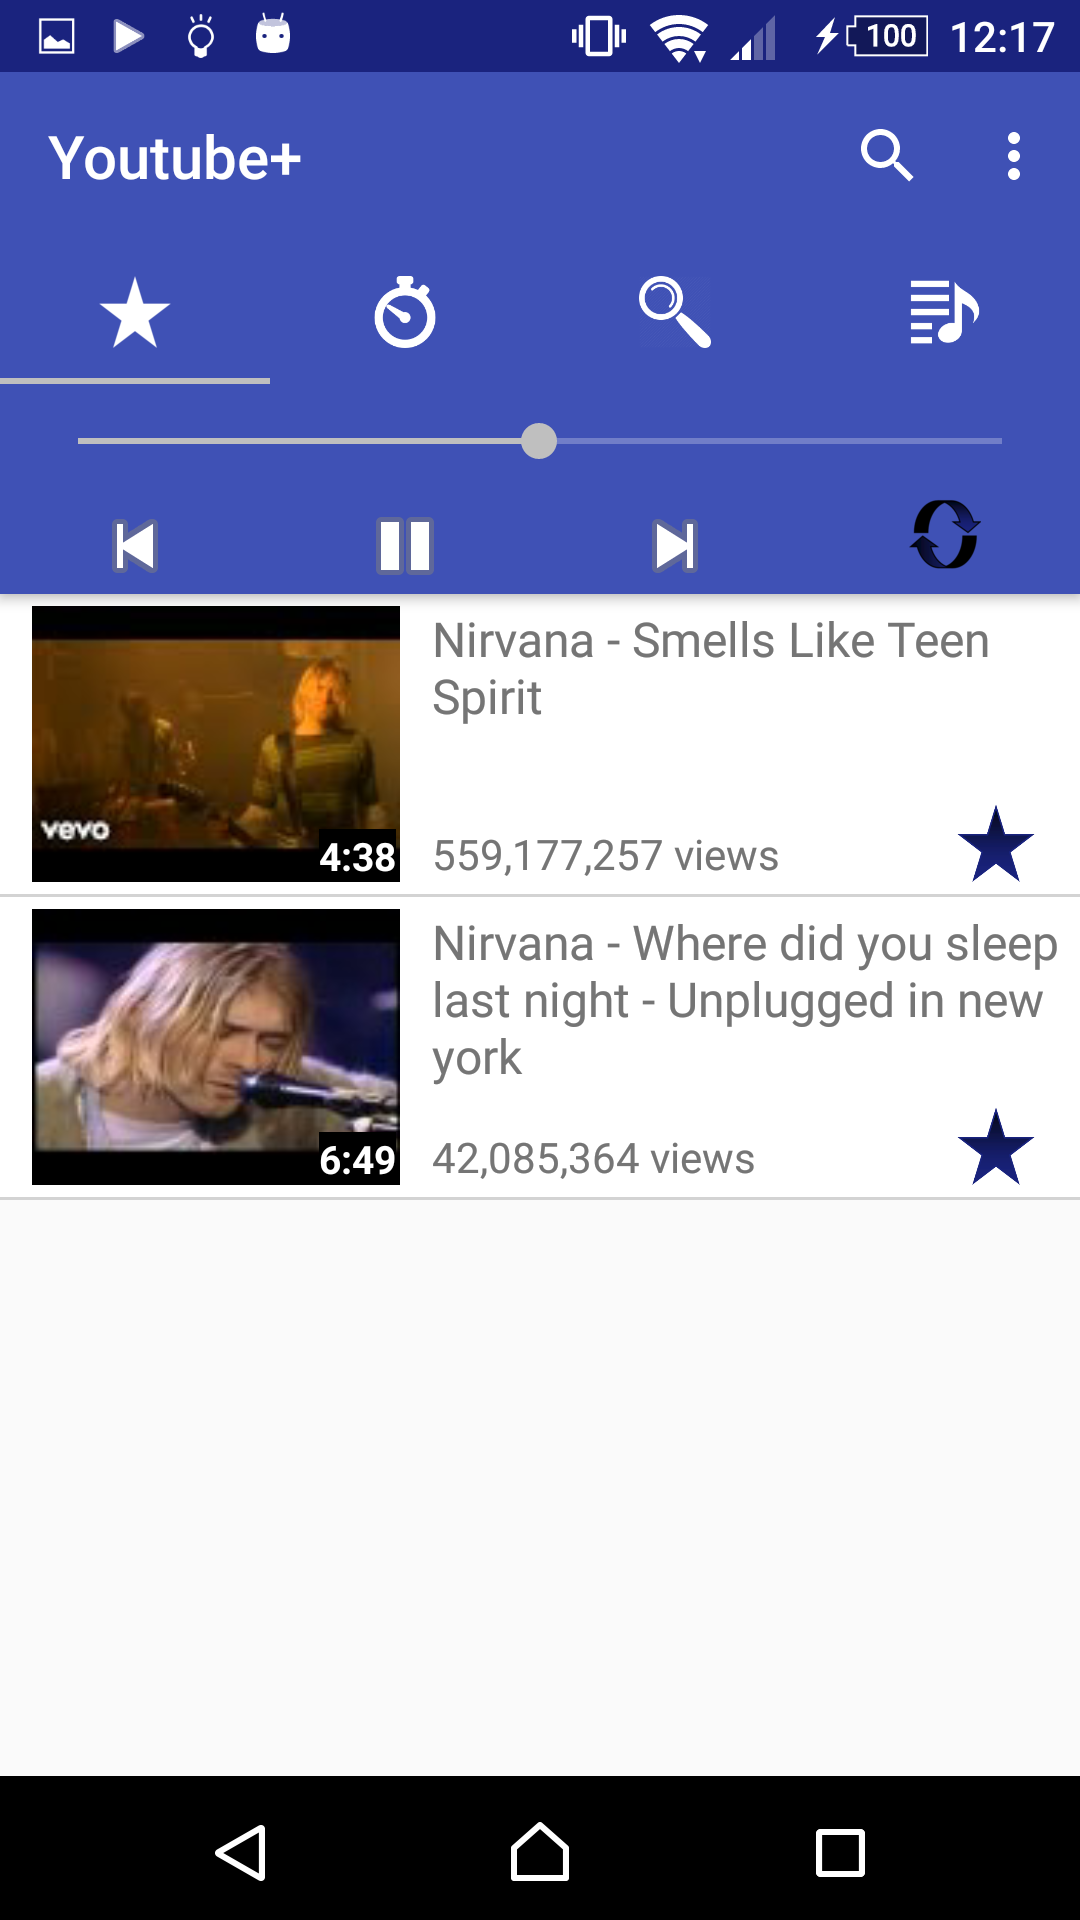 100 12:17
Youtube+
Nirvana - Smells Like Teen
Spirit
vevo
4:38
559,177,257 views
Nirvana - Where did you sleep
last night - Unplugged in new
york
6:49
42,085,364 views